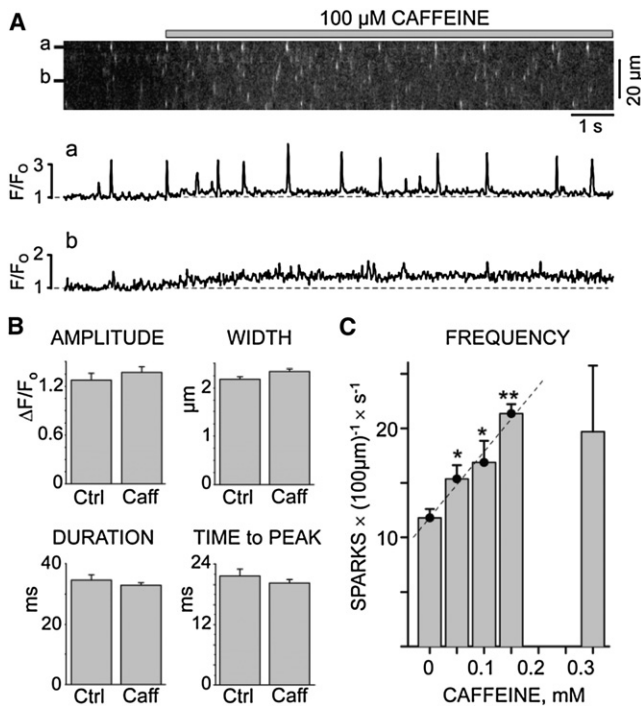 A
100 µM CAFFEINE
a
b
20 µm
1 s
a
F/Fo
3
1
b
F/Fo
2
1
B
AMPLITUDE
ΔF/Fo
1.2
0.6
0
Ctrl Caff
WIDTH
µm
2
1
0
Ctrl Caff
DURATION
ms
40
20
0
Ctrl Caff
TIME to PEAK
ms
24
12
0
Ctrl Caff
C
FREQUENCY
SPARKS × (100µm)-1 × s-1
20
10
* * **
0 0.1 0.2 0.3
CAFFEINE, mM